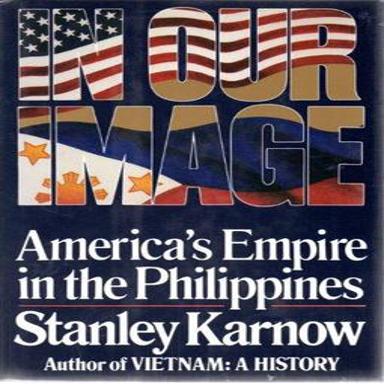 IN OUR
IMAGE
America's Empire
in the Philippines
Stanley Karnow
Author of VIETNAM: A HISTORY